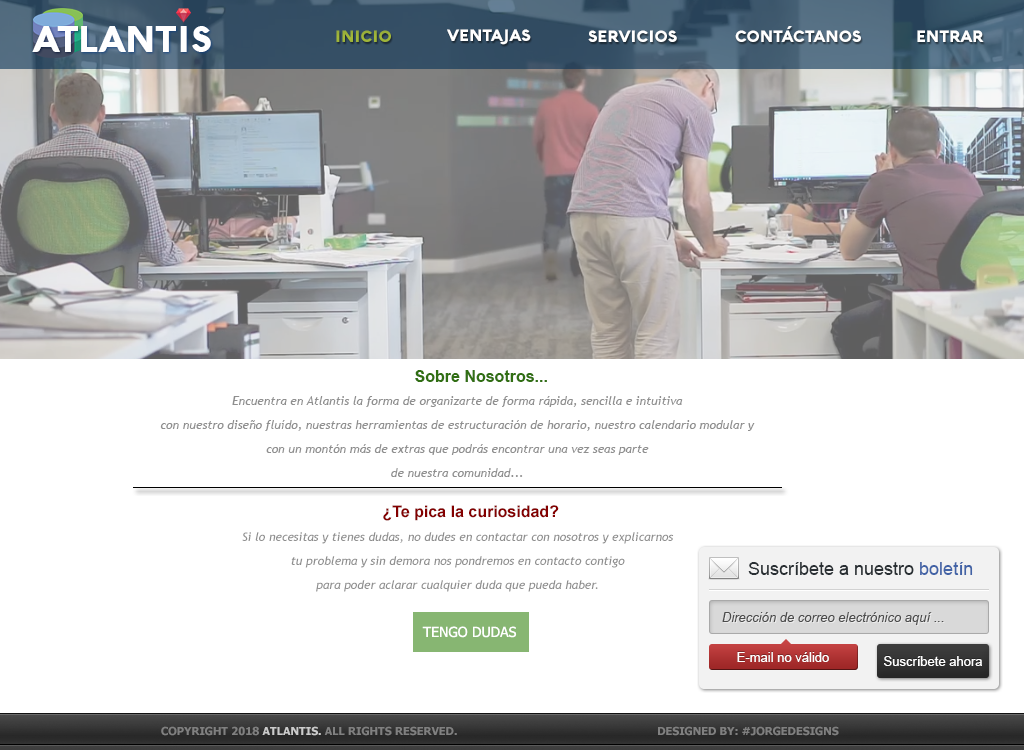 ATLANTIS
INICIO VENTAJAS SERVICIOS CONTÁCTANOS ENTRAR
Sobre Nosotros...
Encuentra en Atlantis la forma de organizarte de forma rápida, sencilla e intuitiva
con nuestro diseño fluido, nuestras herramientas de estructuración de horario, nuestro calendario modular y
con un montón más de extras que podrás encontrar una vez seas parte
de nuestra comunidad...
¿Te pica la curiosidad?
Si lo necesitas y tienes dudas, no dudes en contactar con nosotros y explicarnos
tu problema y sin demora nos pondremos en contacto contigo
para poder aclarar cualquier duda que pueda haber.
TENGO DUDAS
Suscríbete a nuestro boletín
Dirección de correo electrónico aquí ...
E-mail no válido
Suscríbete ahora
COPYRIGHT 2018 ATLANTIS. ALL RIGHTS RESERVED.
DESIGNED BY: #JORGEDESIGNS